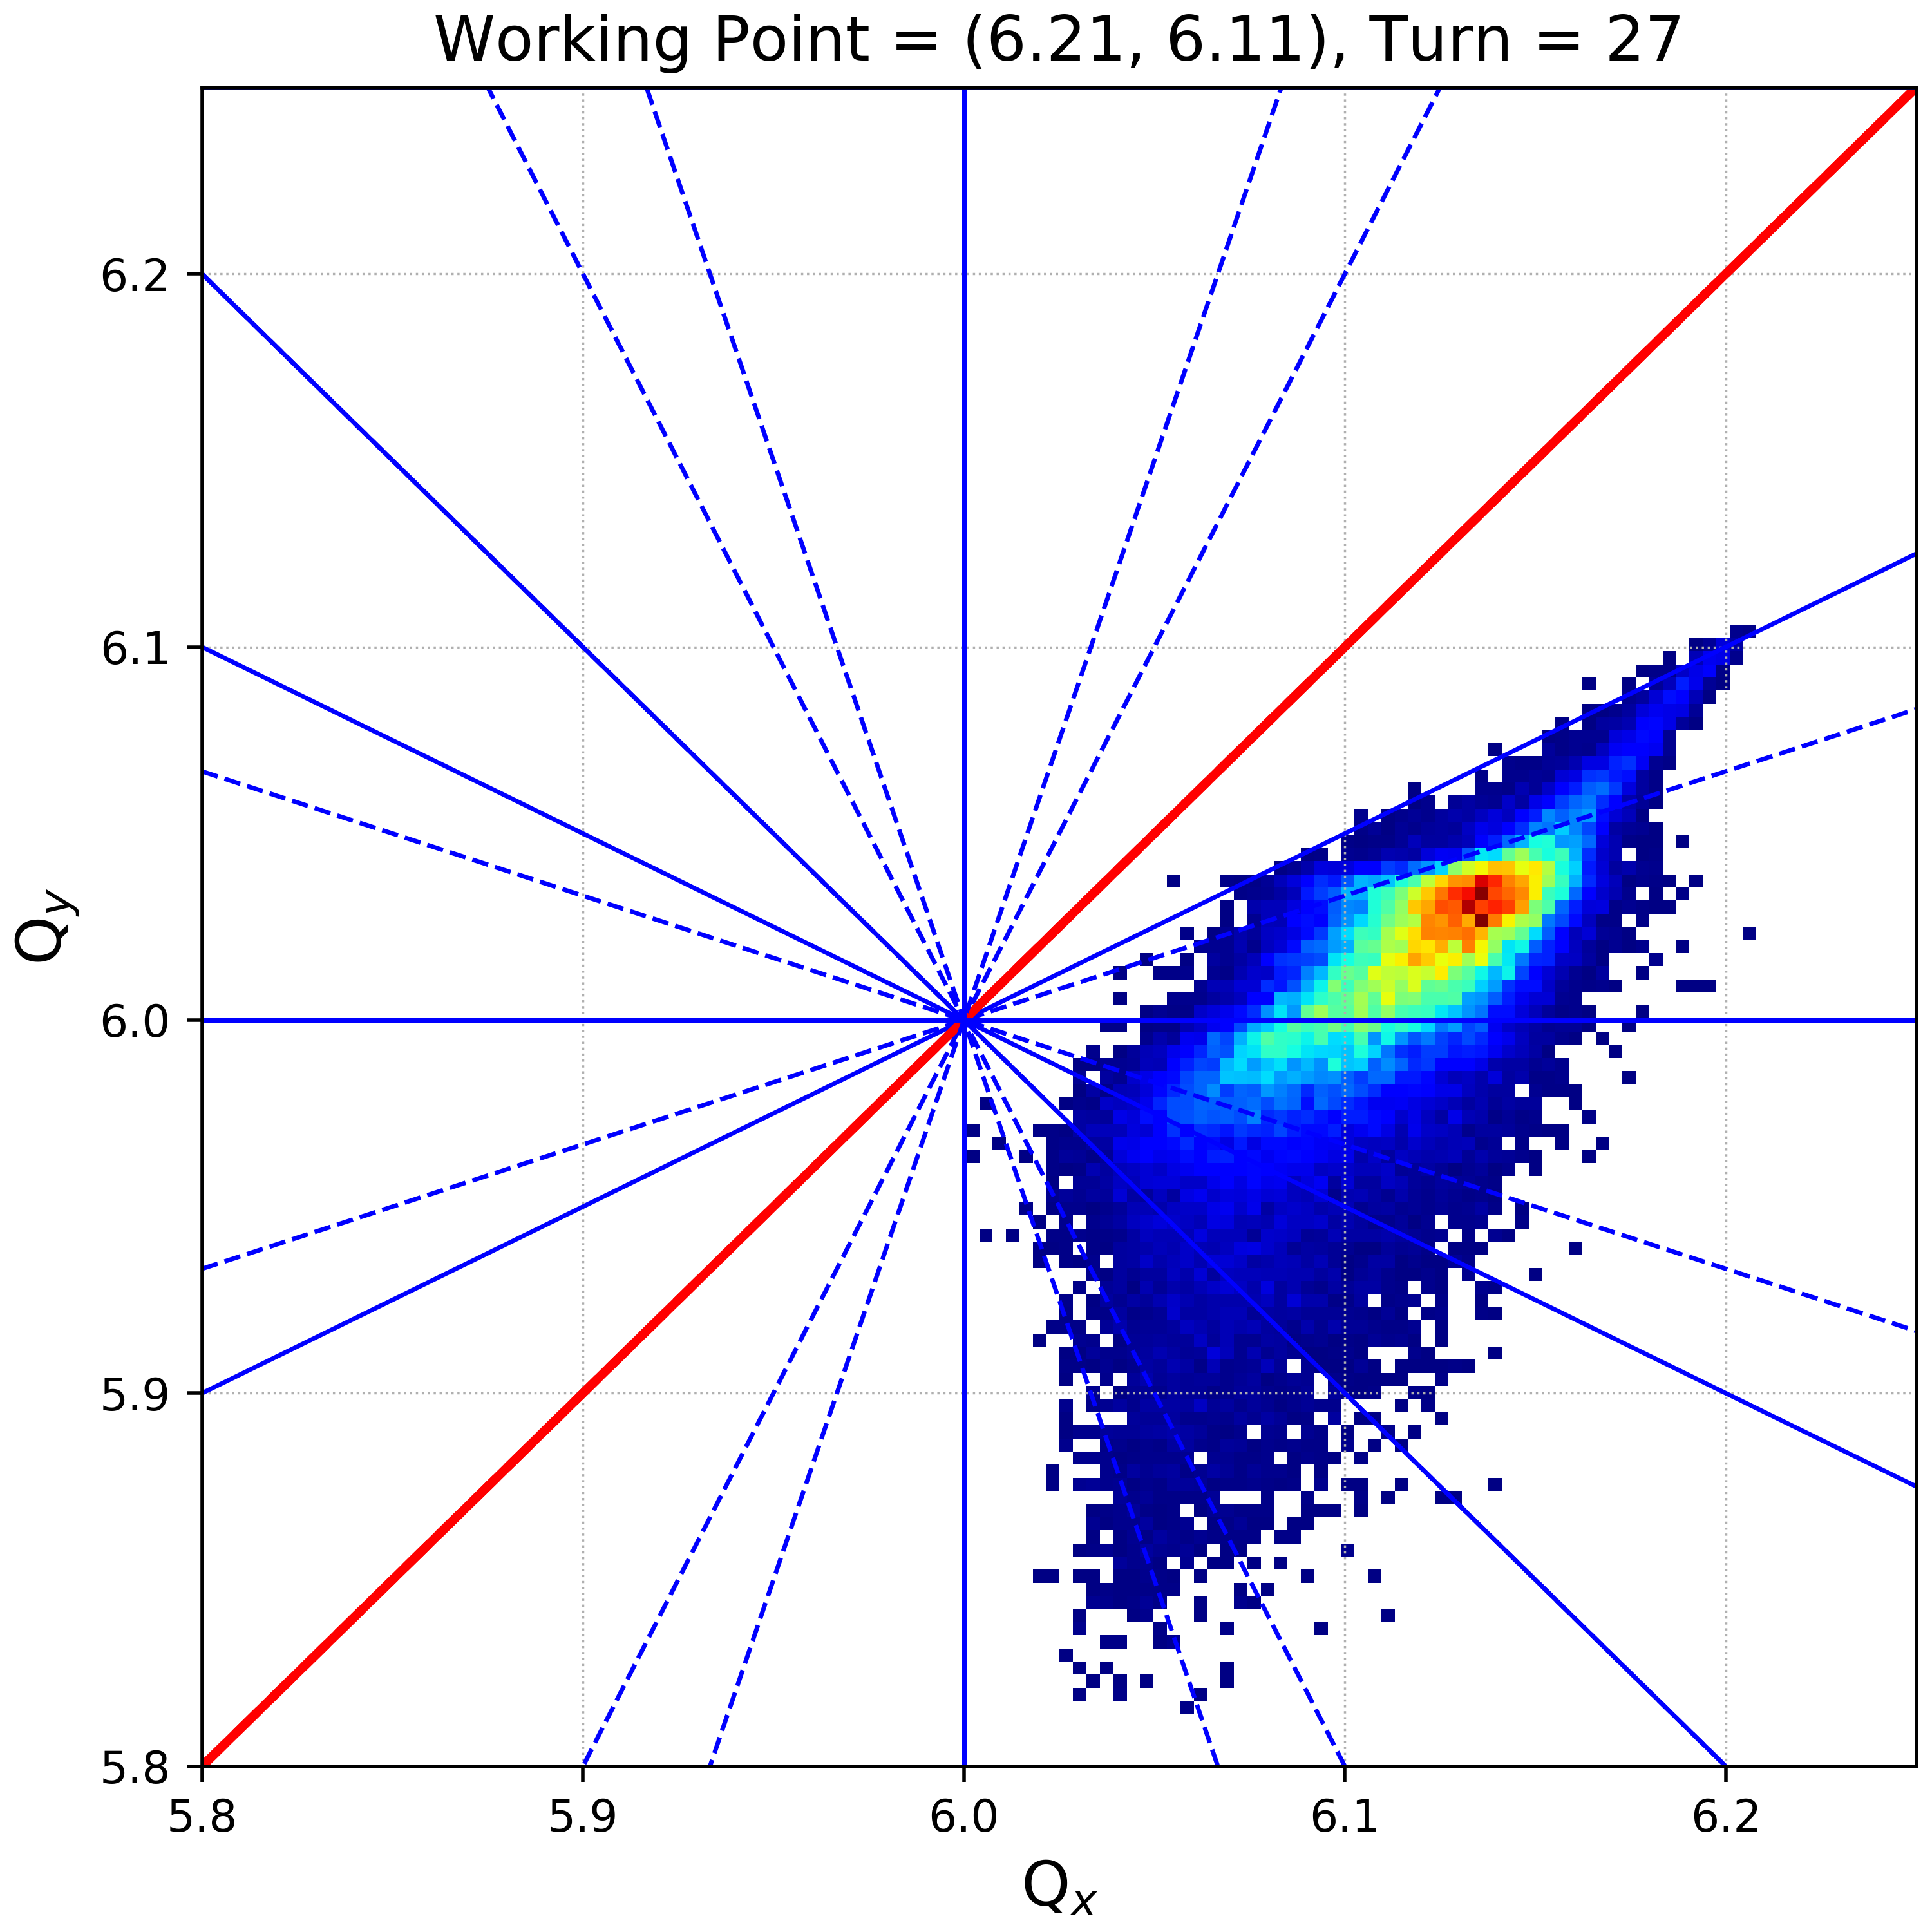 Working Point = (6.21, 6.11), Turn = 27
6.2
6.1
6.0
5.9
5.8
Qy
5.8 5.9 6.0 6.1 6.2
Qx